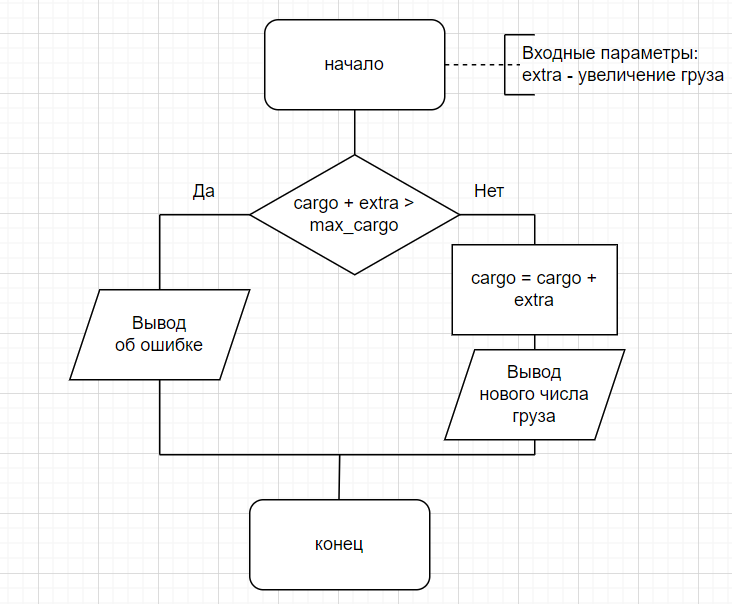 начало
Входные параметры:
extra - увеличение груза
Да
cargo + extra >
max_cargo
Нет
cargo = cargo +
extra
Вывод
об ошибке
Вывод
нового числа
груза
конец